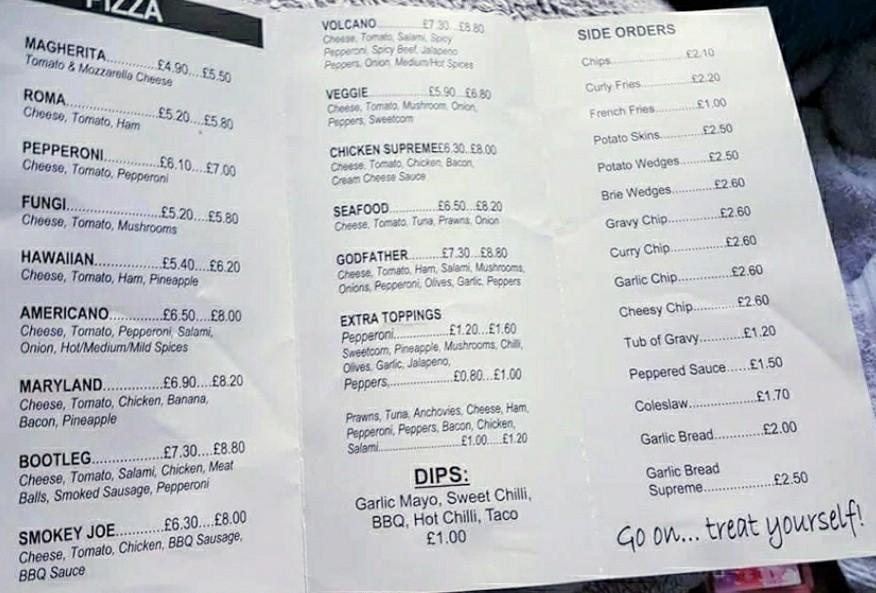 PIZZA
MAGHERITA..............£4.90....£5.50
Tomato & Mozzarella Cheese
ROMA.......................£5.20....£5.80
Cheese, Tomato, Ham
PEPPERONI..............£6.10....£7.00
Cheese, Tomato, Pepperoni
FUNGI.......................£5.20....£5.80
Cheese, Tomato, Mushrooms
HAWAIIAN.................£5.40....£6.20
Cheese, Tomato, Ham, Pineapple
AMERICANO..............£6.50....£8.00
Cheese, Tomato, Pepperoni, Salami,
Onion, Hot/Medium/Mild Spices
MARYLAND................£6.90....£8.20
Cheese, Tomato, Chicken, Banana,
Bacon, Pineapple
BOOTLEG..................£7.30....£8.80
Cheese, Tomato, Salami, Chicken, Meat
Balls, Smoked Sausage, Pepperoni
SMOKEY JOE............£6.30....£8.00
Cheese, Tomato, Chicken, BBQ Sausage,
BBQ Sauce
VOLCANO................£7.30...£8.80
Cheese, Tomato, Salami, Spicy
Pepperoni, Spicy Beef, Jalapeno
Peppers, Onion, Medium/Hot Spices
VEGGIE....................£5.90...£6.80
Cheese, Tomato, Mushroom, Onion,
Peppers, Sweetcorn
CHICKEN SUPREME£6.30..£8.00
Cheese, Tomato, Chicken, Bacon,
Cream Cheese Sauce
SEAFOOD................£6.50...£8.20
Cheese, Tomato, Tuna, Prawns, Onion
GODFATHER...........£7.30...£8.80
Cheese, Tomato, Ham, Salami, Mushrooms,
Onions, Pepperoni, Olives, Garlic, Peppers
EXTRA TOPPINGS
Pepperoni....................£1.20...£1.60
Sweetcorn, Pineapple, Mushrooms, Chilli,
Olives, Garlic, Jalapeno,
Peppers,......................£0.80...£1.00
Prawns, Tuna, Anchovies, Cheese, Ham,
Pepperoni, Peppers, Bacon, Chicken,
Salami............................£1.00....£1.20
DIPS:
Garlic Mayo, Sweet Chilli,
BBQ, Hot Chilli, Taco
£1.00
SIDE ORDERS
Chips....................£2.10
Curly Fries..............£2.20
French Fries...........£1.00
Potato Skins...........£2.50
Potato Wedges.......£2.50
Brie Wedges...........£2.60
Gravy Chip..............£2.60
Curry Chip...............£2.60
Garlic Chip..............£2.60
Cheesy Chip............£2.60
Tub of Gravy...........£1.20
Peppered Sauce......£1.50
Coleslaw.................£1.70
Garlic Bread............£2.00
Garlic Bread
Supreme.................£2.50
Go on... treat yourself!